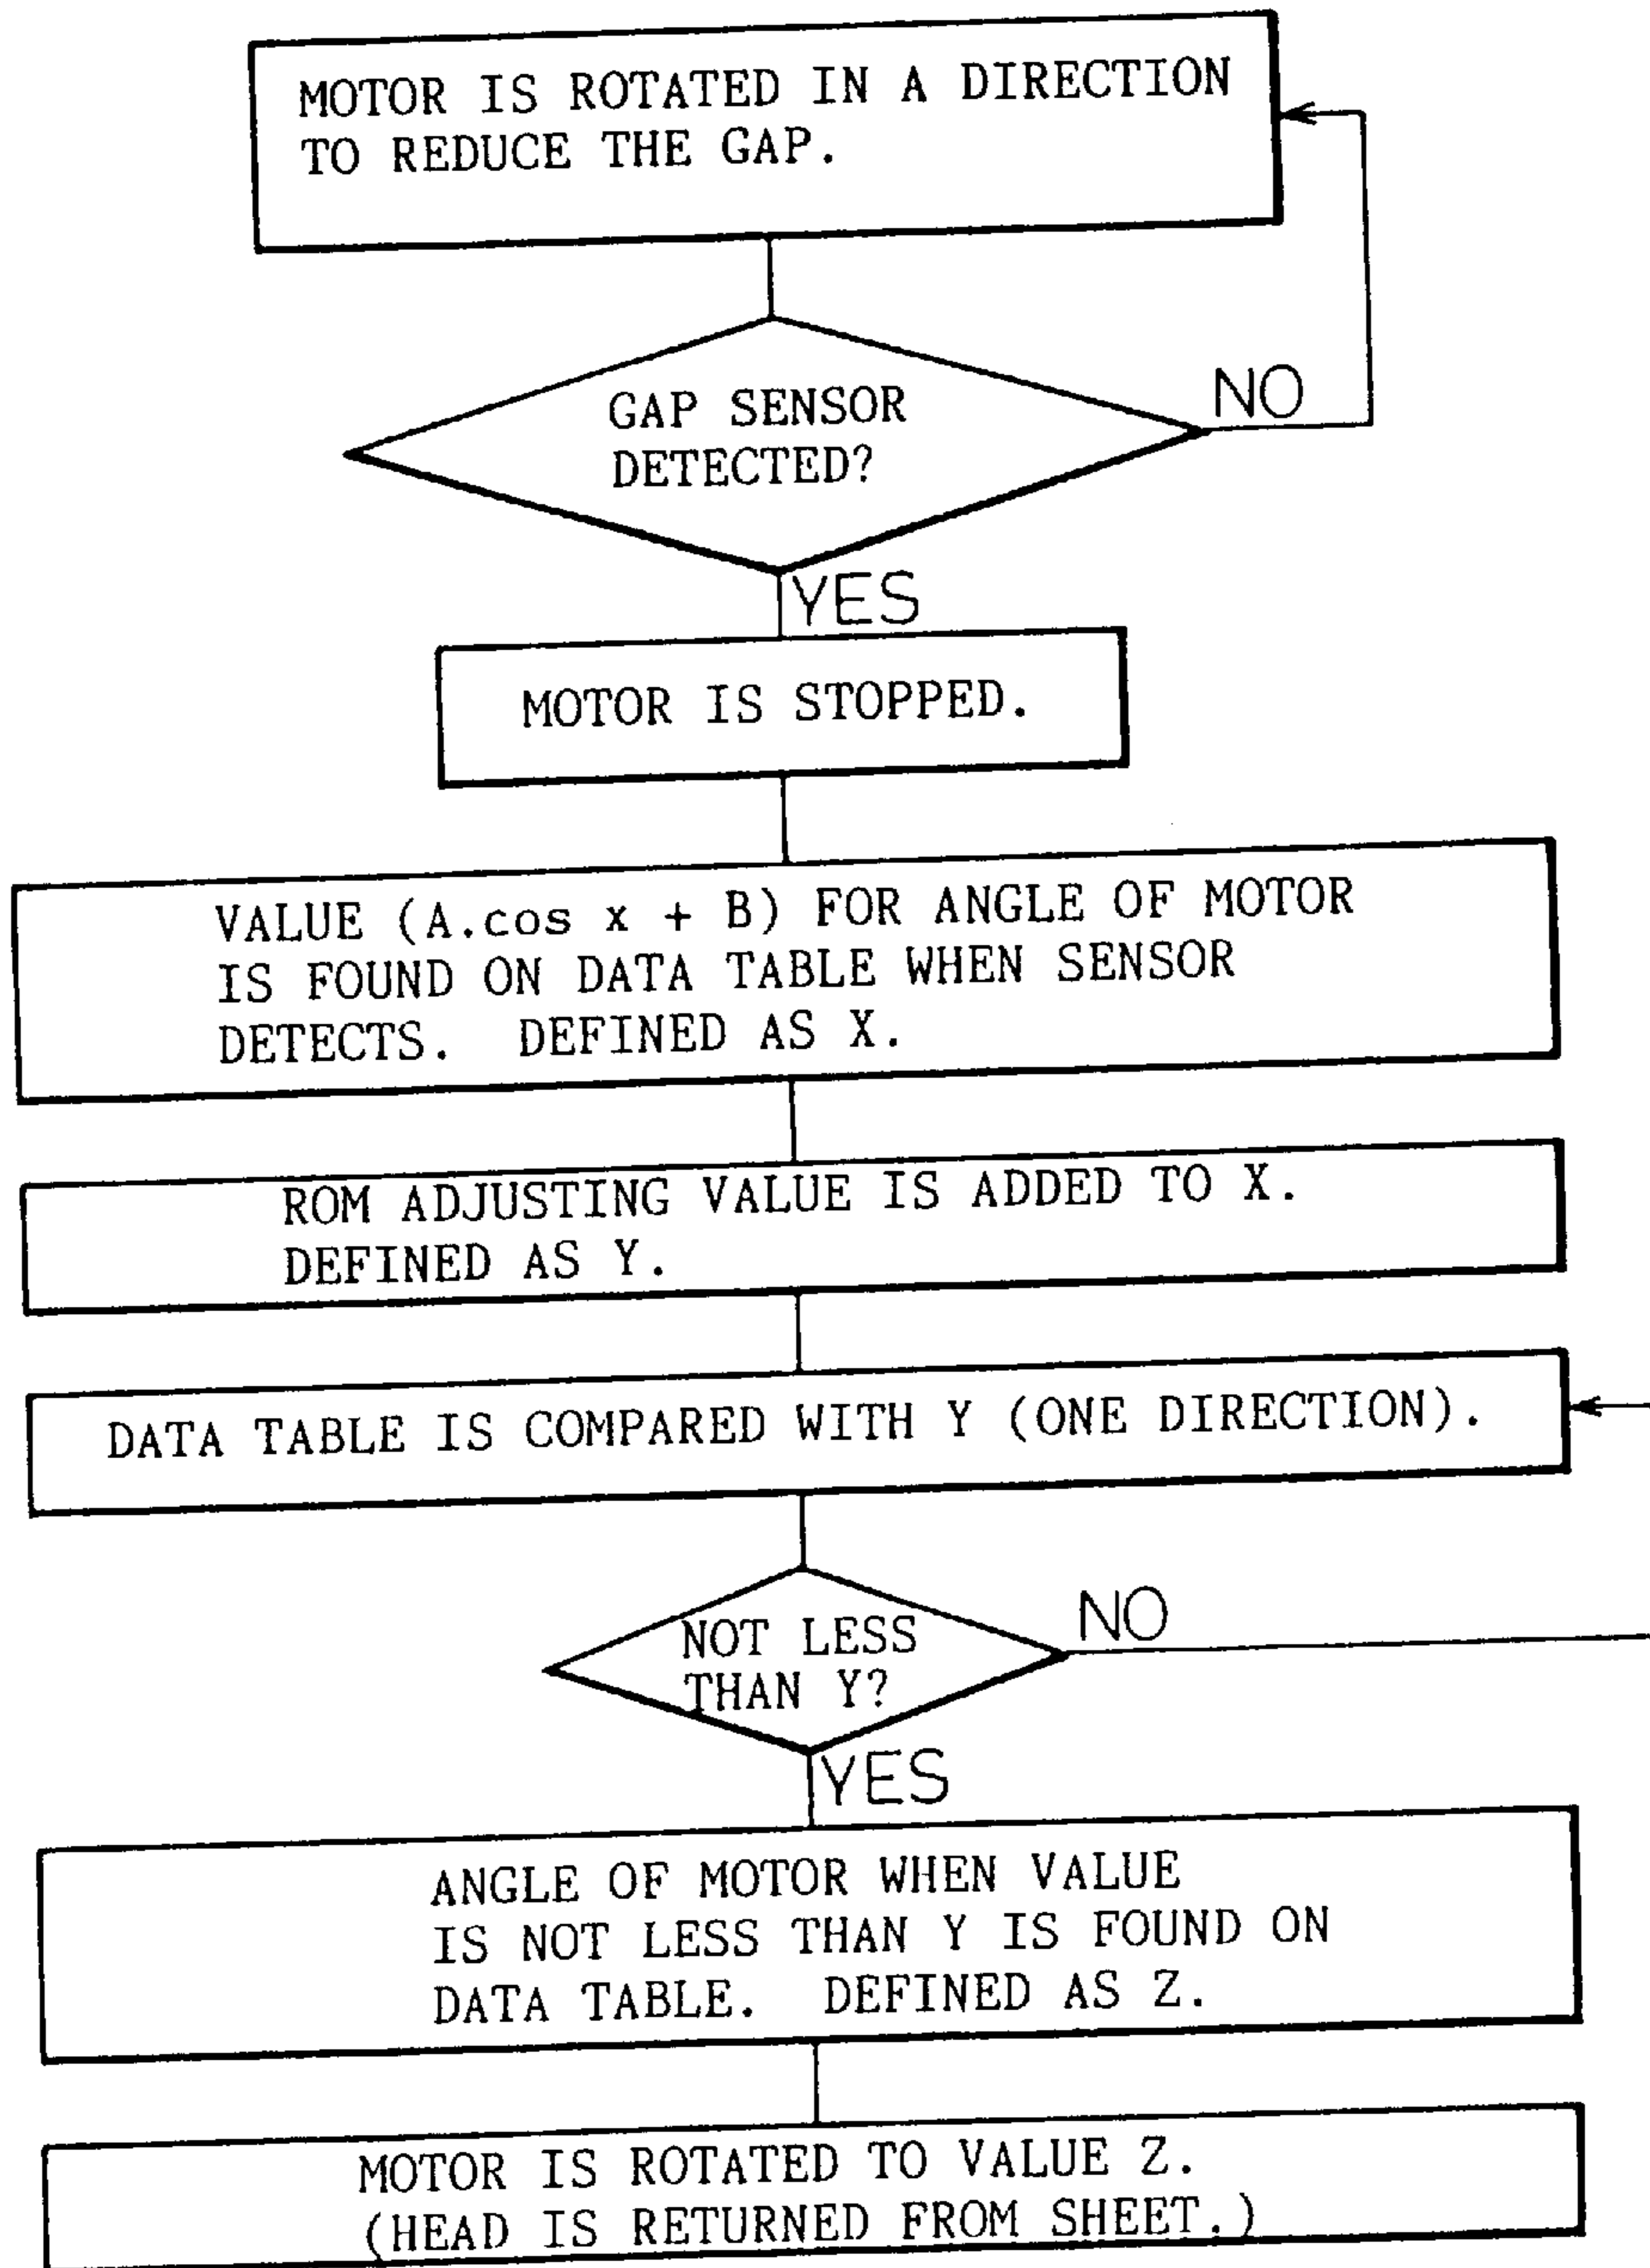 MOTOR IS ROTATED IN A DIRECTION
TO REDUCE THE GAP.
GAP SENSOR
DETECTED?
NO
YES
MOTOR IS STOPPED.
VALUE (A.cos x + B) FOR ANGLE OF MOTOR
IS FOUND ON DATA TABLE WHEN SENSOR
DETECTS. DEFINED AS X.
ROM ADJUSTING VALUE IS ADDED TO X.
DEFINED AS Y.
DATA TABLE IS COMPARED WITH Y (ONE DIRECTION).
NOT LESS
THAN Y?
NO
YES
ANGLE OF MOTOR WHEN VALUE
IS NOT LESS THAN Y IS FOUND ON
DATA TABLE. DEFINED AS Z.
MOTOR IS ROTATED TO VALUE Z.
(HEAD IS RETURNED FROM SHEET.)